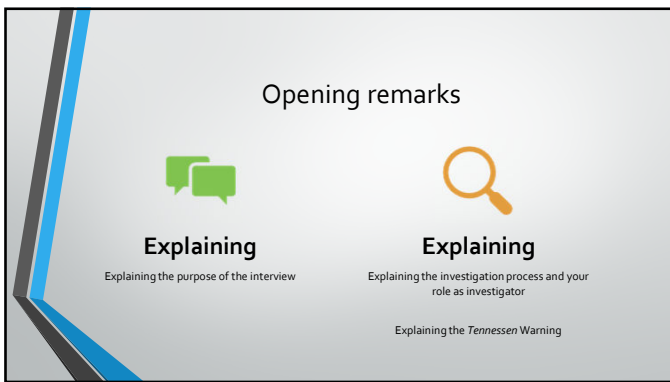 Opening remarks
Explaining
Explaining the purpose of the interview
Explaining
Explaining the investigation process and your
role as investigator
Explaining the Tennessen Warning